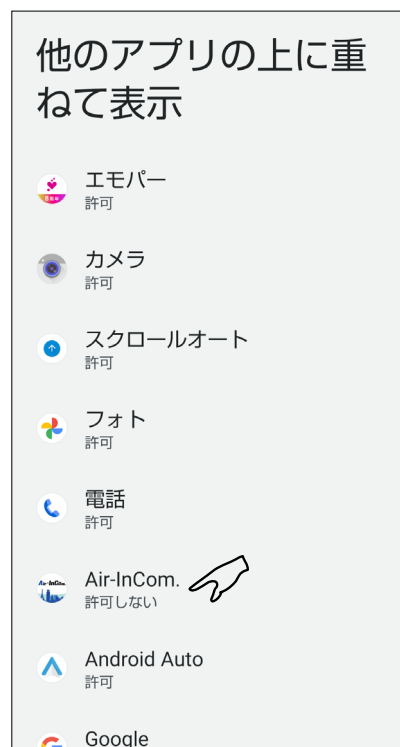 他のアプリの上に重
ねて表示
エモパー
許可
カメラ
許可
スクロールオート
許可
フォト
許可
電話
許可
Air-InCom.
許可しない
Android Auto
許可
Google